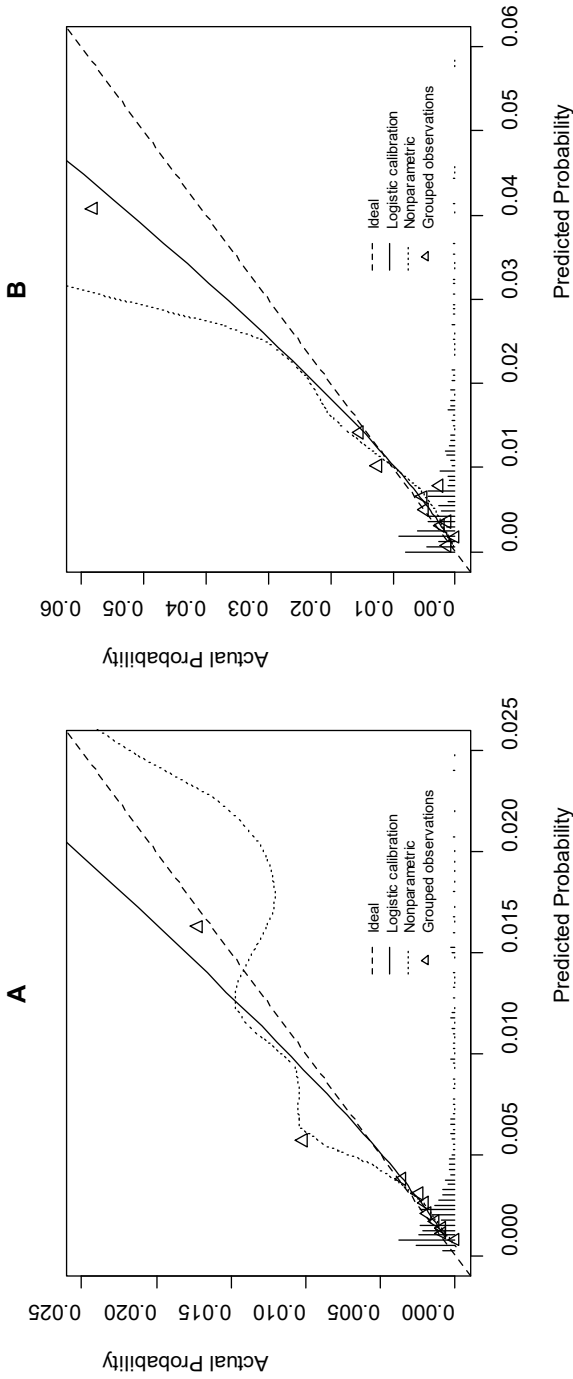 A
Actual Probability
0.025
0.020
0.015
0.010
0.005
0.000
Ideal
Logistic calibration
Nonparametric
Grouped observations
0.000
0.005
0.010
0.015
0.020
0.025
Predicted Probability
B
Actual Probability
0.06
0.05
0.04
0.03
0.02
0.01
0.00
Ideal
Logistic calibration
Nonparametric
Grouped observations
0.00
0.01
0.02
0.03
0.04
0.05
0.06
Predicted Probability